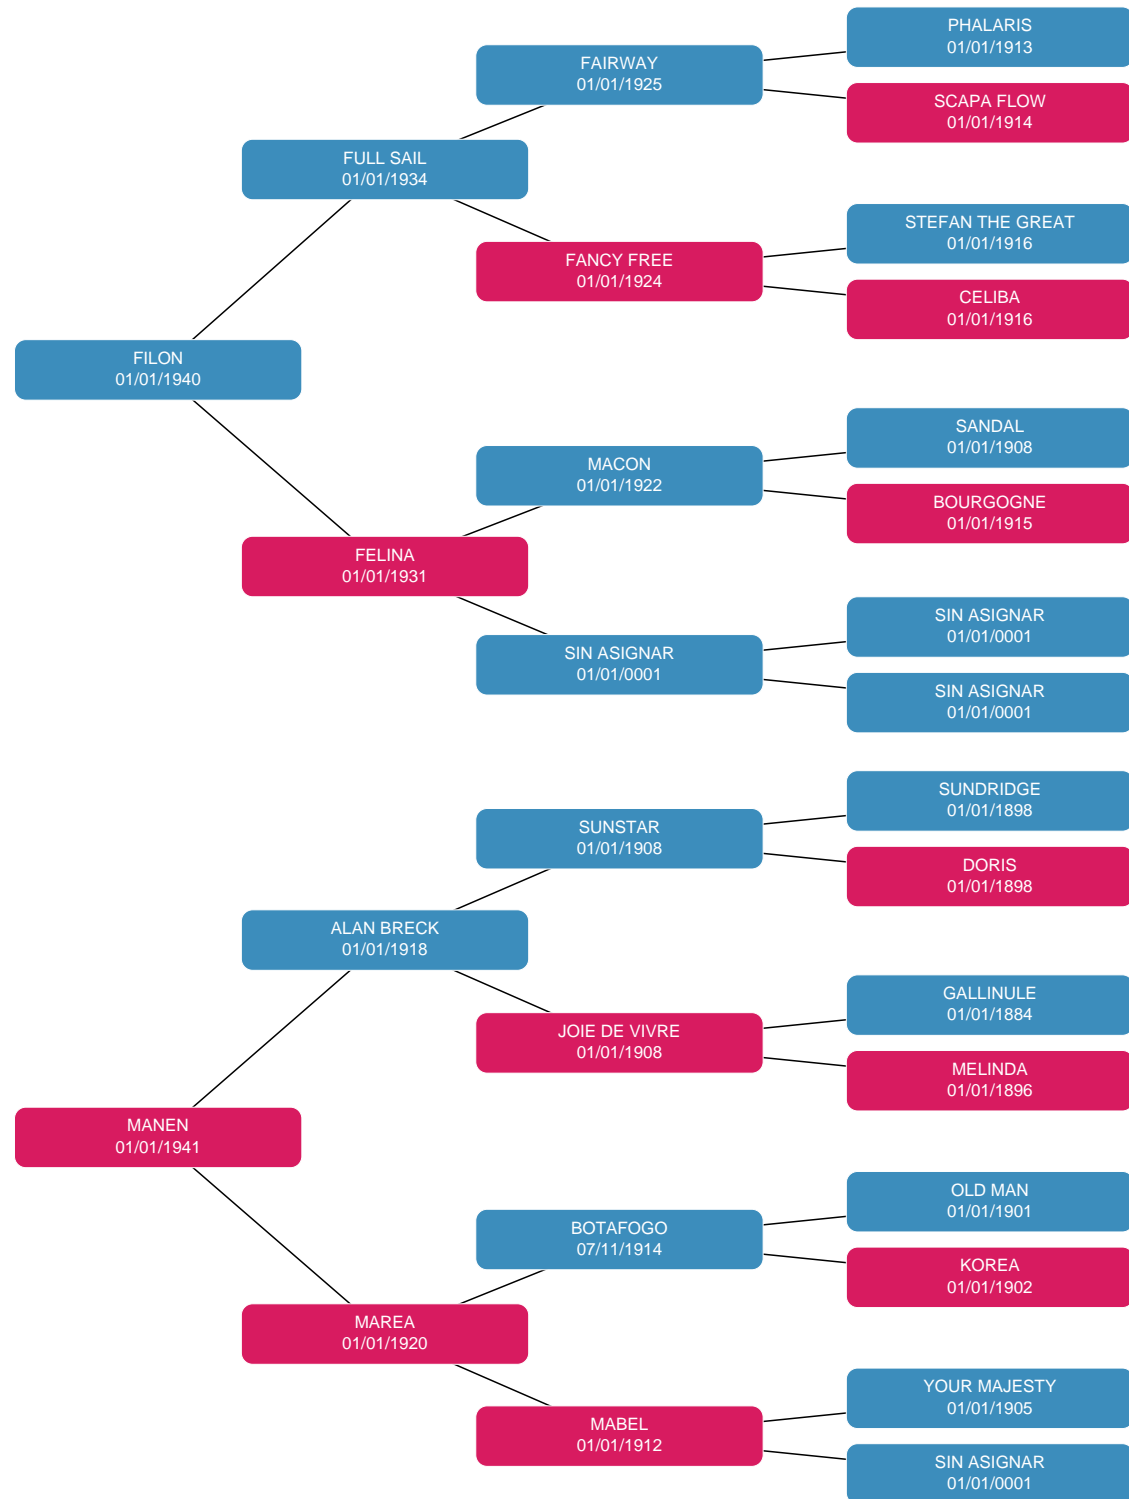 PHALARIS
01/01/1913
FAIRWAY
01/01/1925
SCAPA FLOW
01/01/1914
FULL SAIL
01/01/1934
STEFAN THE GREAT
01/01/1916
FANCY FREE
01/01/1924
CELIBA
01/01/1916
FILON
01/01/1940
SANDAL
01/01/1908
MACON
01/01/1922
BOURGOGNE
01/01/1915
FELINA
01/01/1931
SIN ASIGNAR
01/01/0001
SIN ASIGNAR
01/01/0001
SIN ASIGNAR
01/01/0001
SUNDRIDGE
01/01/1898
SUNSTAR
01/01/1908
DORIS
01/01/1898
ALAN BRECK
01/01/1918
GALLINULE
01/01/1884
JOIE DE VIVRE
01/01/1908
MELINDA
01/01/1896
MANEN
01/01/1941
OLD MAN
01/01/1901
BOTAFOGO
07/11/1914
KOREA
01/01/1902
MAREA
01/01/1920
YOUR MAJESTY
01/01/1905
MABEL
01/01/1912
SIN ASIGNAR
01/01/0001